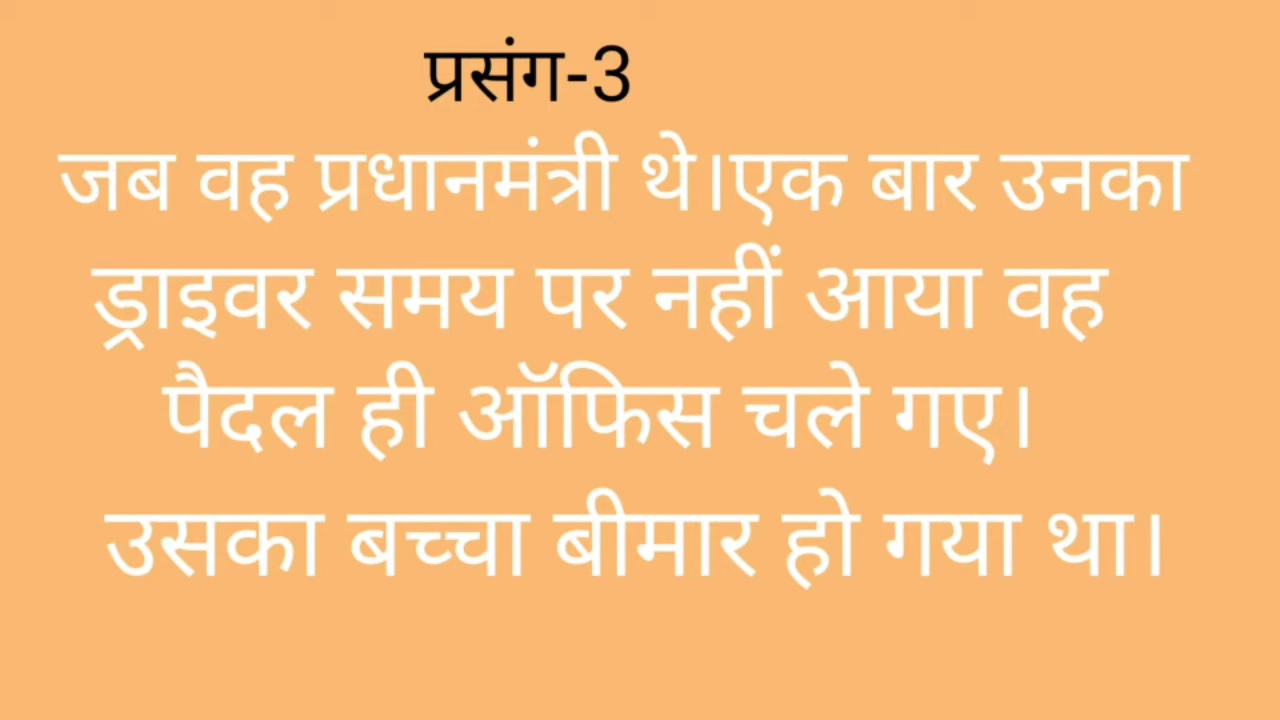 प्रसंग-3
जब वह प्रधानमंत्री थे।एक बार उनका
ड्राइवर समय पर नहीं आया वह
पैदल ही ऑफिस चले गए।
उसका बच्चा बीमार हो गया था।